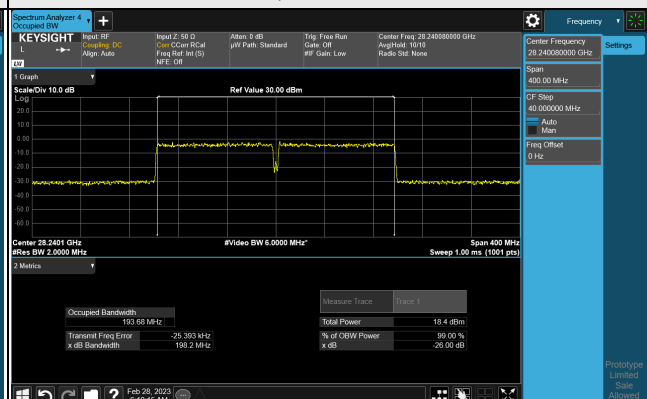 Spectrum Analyzer 4
Occupied BW
Frequency
KEYSIGHT
L
Input: RF
Coupling: DC
Align: Auto
Input Z: 50 Ω
Corr CCorr RCal
Freq Ref: Int (S)
NFE: Off
Atten: 0 dB
µW Path: Standard
Trig: Free Run
Gate: Off
#IF Gain: Low
Center Freq: 28.240080000 GHz
Avg|Hold: 10/10
Radio Std: None
Center Frequency
28.240080000 GHz
Settings
Span
400.00 MHz
CF Step
40.000000 MHz
Auto
Man
Freq Offset
0 Hz
1 Graph
Scale/Div 10.0 dB
Ref Value 30.00 dBm
Log
20.0
10.0
0.00
-10.0
-20.0
-30.0
-40.0
-50.0
-60.0
Center 28.2401 GHz
#Res BW 2.0000 MHz
#Video BW 6.0000 MHz*
Span 400 MHz
Sweep 1.00 ms (1001 pts)
2 Metrics
Measure Trace
Trace 1
Occupied Bandwidth
193.68 MHz
Total Power
18.4 dBm
Transmit Freq Error
-25.393 kHz
% of OBW Power
99.00 %
x dB Bandwidth
198.2 MHz
x dB
-26.00 dB
Feb 28, 2023
Prototype
Limited
Sale
Allowed